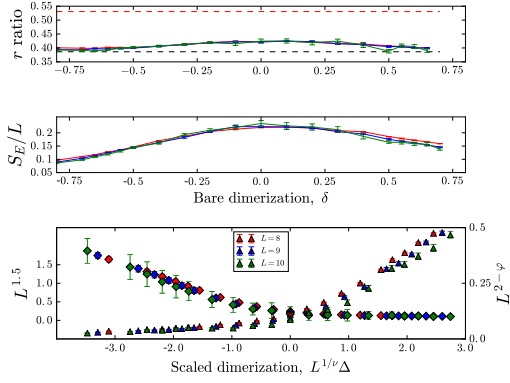 0.55
0.50
0.45
0.40
0.35
r ratio
−0.75 −0.50 −0.25 0.0 0.25 0.50 0.75
0.2
0.15
0.1
0.05
S_E/L
−0.75 −0.50 −0.25 0.0 0.25 0.50 0.75
Bare dimerization, δ
L=8
L=9
L=10
1.5
1.0
0.5
0.0
L^{1.5}
0.5
0.25
0.0
L^{2−φ}
-3.0 -2.0 -1.0 0.0 1.0 2.0 3.0
Scaled dimerization, L^{1/ν}Δ